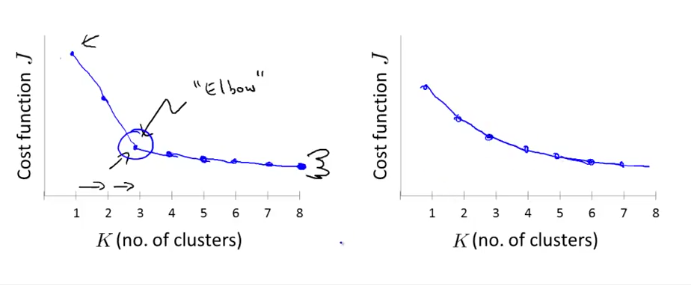 Cost function J
"Elbow"
1 2 3 4 5 6 7 8
K (no. of clusters)
Cost function J
1 2 3 4 5 6 7 8
K (no. of clusters)